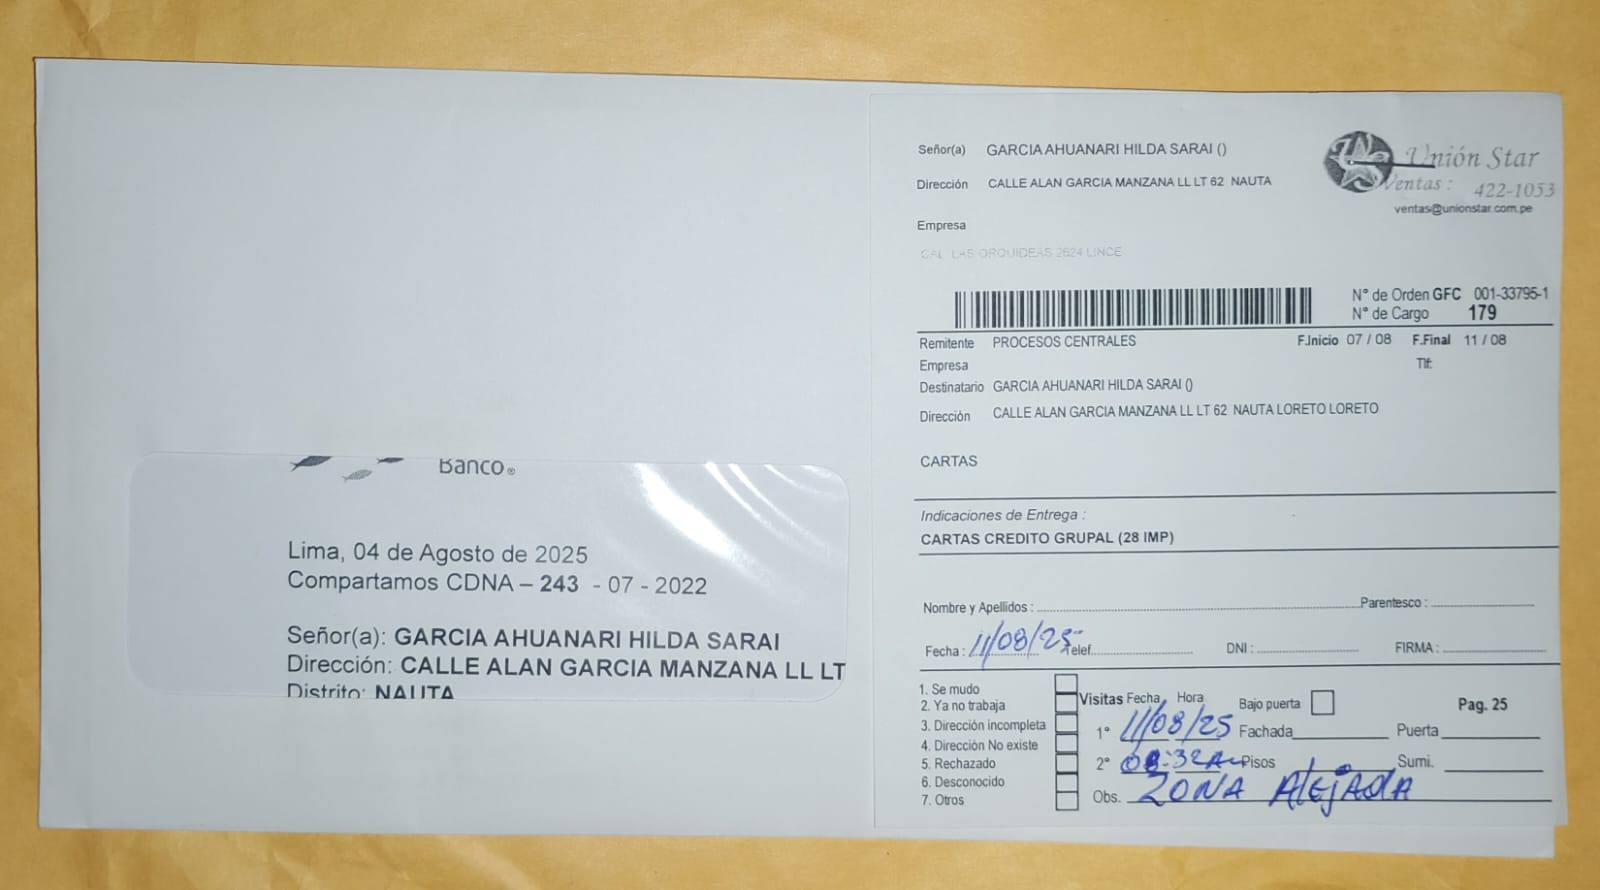 Banco®
Lima, 04 de Agosto de 2025
Compartamos CDNA – 243 - 07 - 2022
Señor(a): GARCIA AHUANARI HILDA SARAI
Dirección: CALLE ALAN GARCIA MANZANA LL LT
Distrito: NAUTA
Señor(a) GARCIA AHUANARI HILDA SARAI ()
Dirección CALLE ALAN GARCIA MANZANA LL LT 62 NAUTA
Unión Star
Ventas : 422-1053
ventas@unionstar.com.pe
Empresa
CAL LAS ORQUIDEAS 2624 LINCE
N° de Orden GFC 001-33795-1
N° de Cargo 179
Remitente PROCESOS CENTRALES F.Inicio 07 / 08 F.Final 11 / 08
Empresa Tlf:
Destinatario GARCIA AHUANARI HILDA SARAI ()
Dirección CALLE ALAN GARCIA MANZANA LL LT 62 NAUTA LORETO LORETO
CARTAS
Indicaciones de Entrega :
CARTAS CREDITO GRUPAL (28 IMP)
Nombre y Apellidos : Parentesco :
Fecha : 11/08/25 Telef. DNI : FIRMA :
1. Se mudo
2. Ya no trabaja
3. Dirección incompleta
4. Dirección No existe
5. Rechazado
6. Desconocido
7. Otros
Visitas Fecha Hora Bajo puerta Pag. 25
1° 11/08/25 Fachada Puerta
2° 08:32A Pisos Sumi.
Obs. ZONA AlejADA